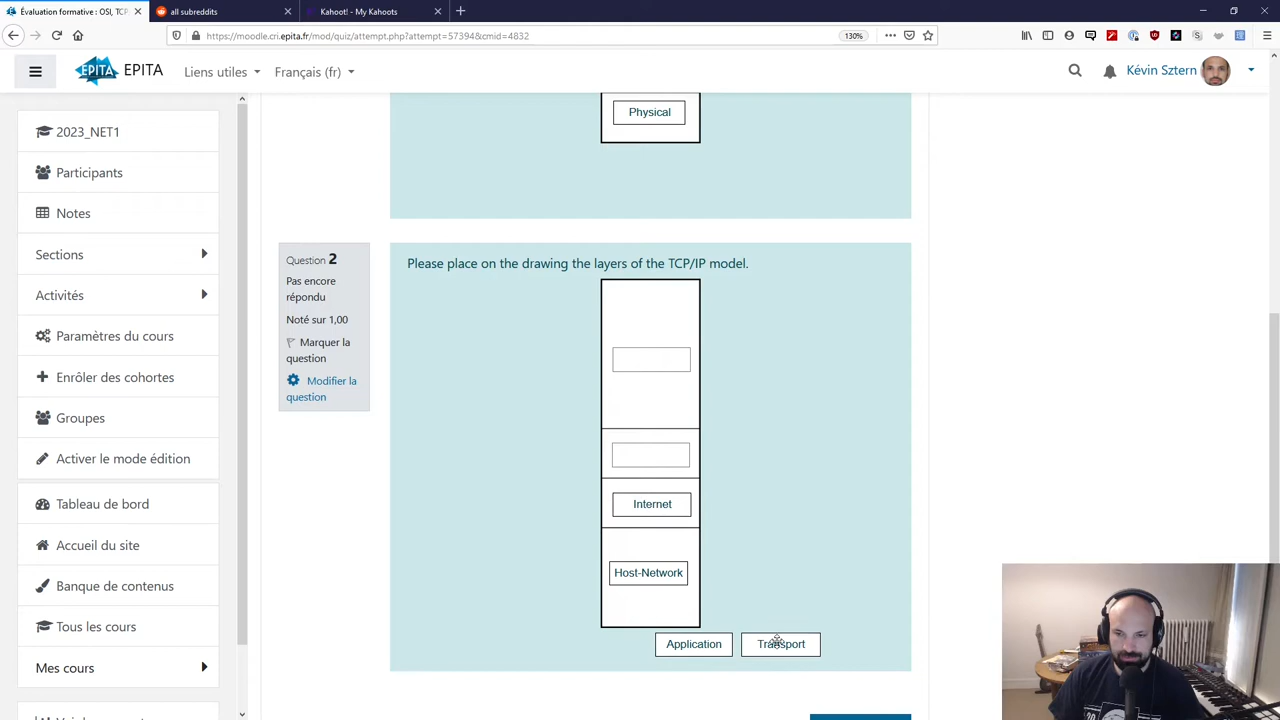 Évaluation formative : OSI, TCP
all subreddits
Kahoot! - My Kahoots
https://moodle.cri.epita.fr/mod/quiz/attempt.php?attempt=57394&cmid=4832
130%
EPITA
EPITA
Liens utiles
Français (fr)
Kévin Sztern
2023_NET1
Participants
Notes
Sections
Activités
Paramètres du cours
Enrôler des cohortes
Groupes
Activer le mode édition
Tableau de bord
Accueil du site
Banque de contenus
Tous les cours
Mes cours
Physical
Question 2
Pas encore
répondu
Noté sur 1,00
Marquer la
question
Modifier la
question
Please place on the drawing the layers of the TCP/IP model.
Internet
Host-Network
Application
Transport
20